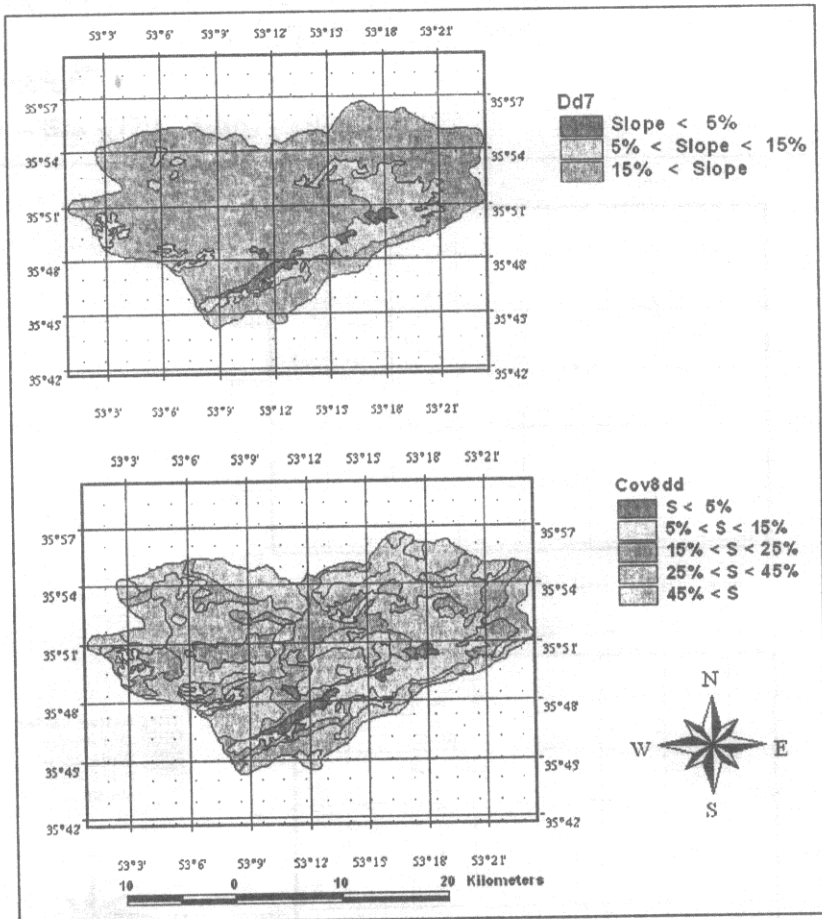 53°3' 53°6' 53°9' 53°12' 53°15' 53°18' 53°21'
35°57' 35°57'
35°54 35°54
35°51 35°51'
35°48' 35°48'
35°45' 35°45'
35°42' 35°42'
53°3' 53°6' 53°9' 53°12' 53°15' 53°18' 53°21'
Dd7
Slope < 5%
5% < Slope < 15%
15% < Slope
53°3' 53°6' 53°9' 53°12' 53°15' 53°18' 53°21'
35°57' 35°57'
35°54 35°54'
35°51' 35°51'
35°48' 35°48'
35°45' 35°45'
35°42' 35°42'
53°3' 53°6' 53°9' 53°12' 53°15' 53°18' 53°21'
Cov8dd
S < 5%
5% < S < 15%
15% < S < 25%
25% < S < 45%
45% < S
N
W E
S
10 0 10 20 Kilometers